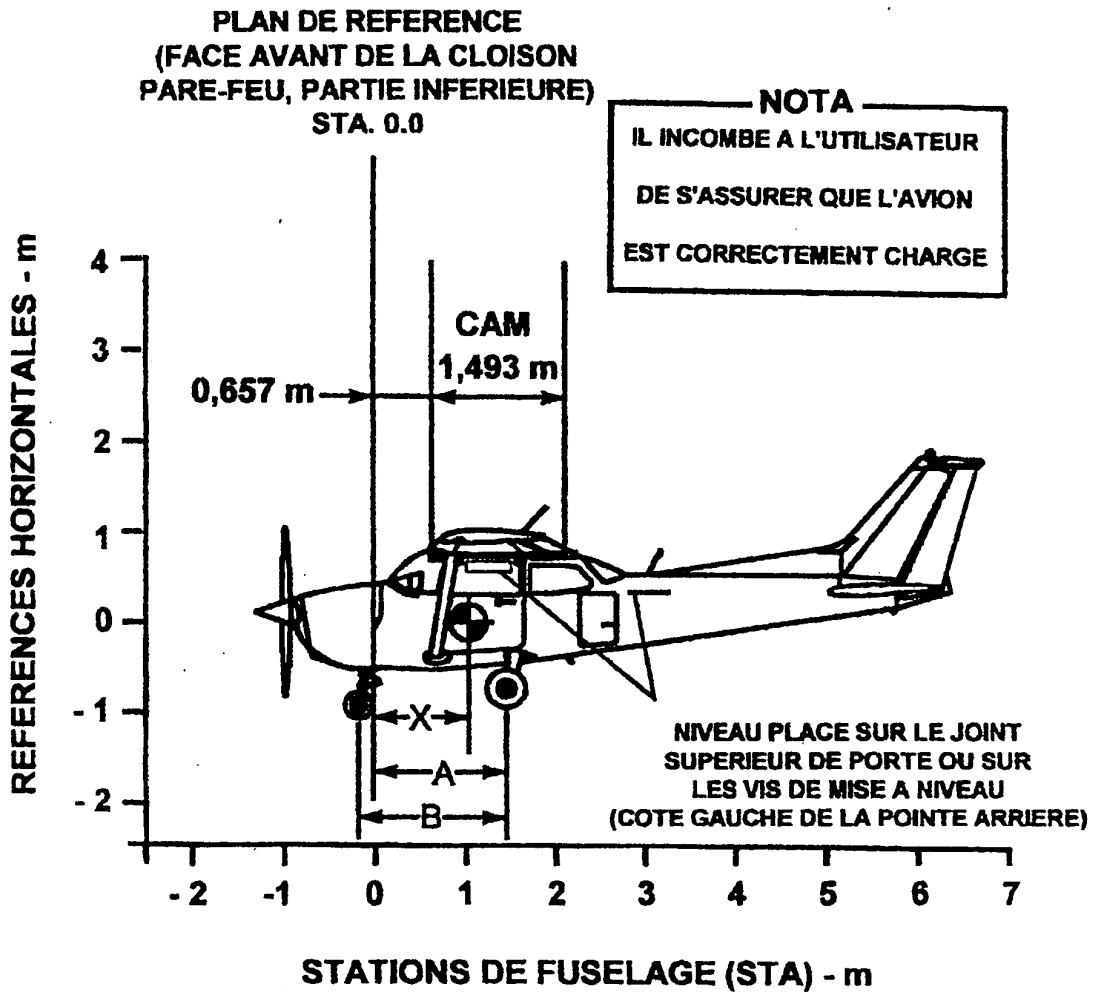 PLAN DE REFERENCE
(FACE AVANT DE LA CLOISON
PARE-FEU, PARTIE INFERIEURE)
STA. 0.0
NOTA
IL INCOMBE A L'UTILISATEUR
DE S'ASSURER QUE L'AVION
EST CORRECTEMENT CHARGE
REFERENCES HORIZONTALES - m
4
3
2
1
0
- 1
- 2
CAM
1,493 m
0,657 m
X
A
B
NIVEAU PLACE SUR LE JOINT
SUPERIEUR DE PORTE OU SUR
LES VIS DE MISE A NIVEAU
(COTE GAUCHE DE LA POINTE ARRIERE)
- 2 -1 0 1 2 3 4 5 6 7
STATIONS DE FUSELAGE (STA) - m